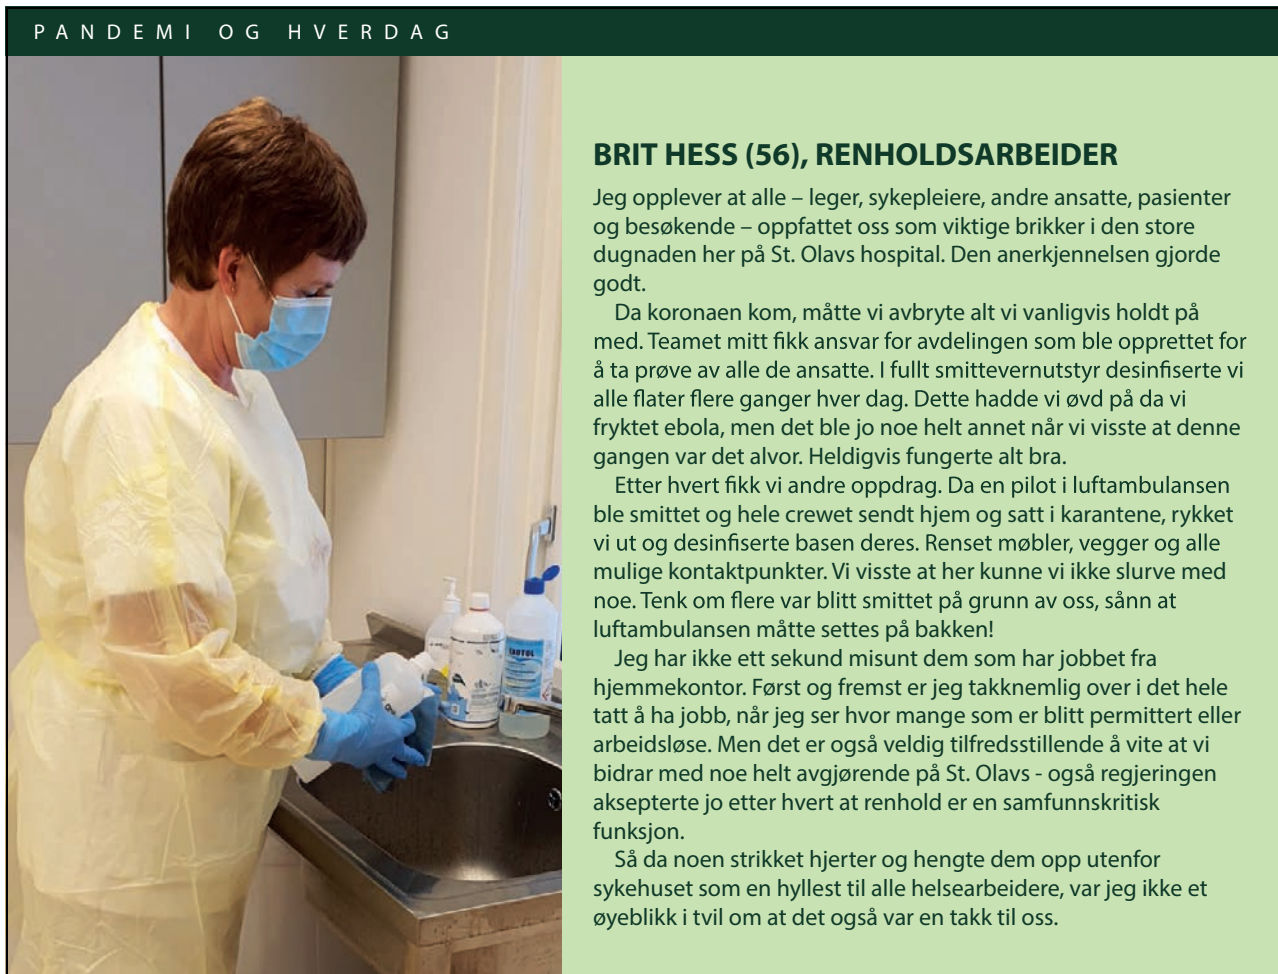 PANDEMI OG HVERDAG
BRIT HESS (56), RENHOLDSARBEIDER
Jeg opplever at alle – leger, sykepleiere, andre ansatte, pasienter
og besøkende – oppfattet oss som viktige brikker i den store
dugnaden her på St. Olavs hospital. Den anerkjennelsen gjorde
godt.
Da koronaen kom, måtte vi avbryte alt vi vanligvis holdt på
med. Teamet mitt fikk ansvar for avdelingen som ble opprettet for
å ta prøve av alle de ansatte. I fullt smittevernutstyr desinfiserte vi
alle flater flere ganger hver dag. Dette hadde vi øvd på da vi
fryktet ebola, men det ble jo noe helt annet når vi visste at denne
gangen var det alvor. Heldigvis fungerte alt bra.
Etter hvert fikk vi andre oppdrag. Da en pilot i luftambulansen
ble smittet og hele crewet sendt hjem og satt i karantene, rykket
vi ut og desinfiserte basen deres. Renset møbler, vegger og alle
mulige kontaktpunkter. Vi visste at her kunne vi ikke slurve med
noe. Tenk om flere var blitt smittet på grunn av oss, sånn at
luftambulansen måtte settes på bakken!
Jeg har ikke ett sekund misunt dem som har jobbet fra
hjemmekontor. Først og fremst er jeg takknemlig over i det hele
tatt å ha jobb, når jeg ser hvor mange som er blitt permittert eller
arbeidsløse. Men det er også veldig tilfredsstillende å vite at vi
bidrar med noe helt avgjørende på St. Olavs - også regjeringen
aksepterte jo etter hvert at renhold er en samfunnskritisk
funksjon.
Så da noen strikket hjerter og hengte dem opp utenfor
sykehuset som en hyllest til alle helsearbeidere, var jeg ikke et
øyeblikk i tvil om at det også var en takk til oss.